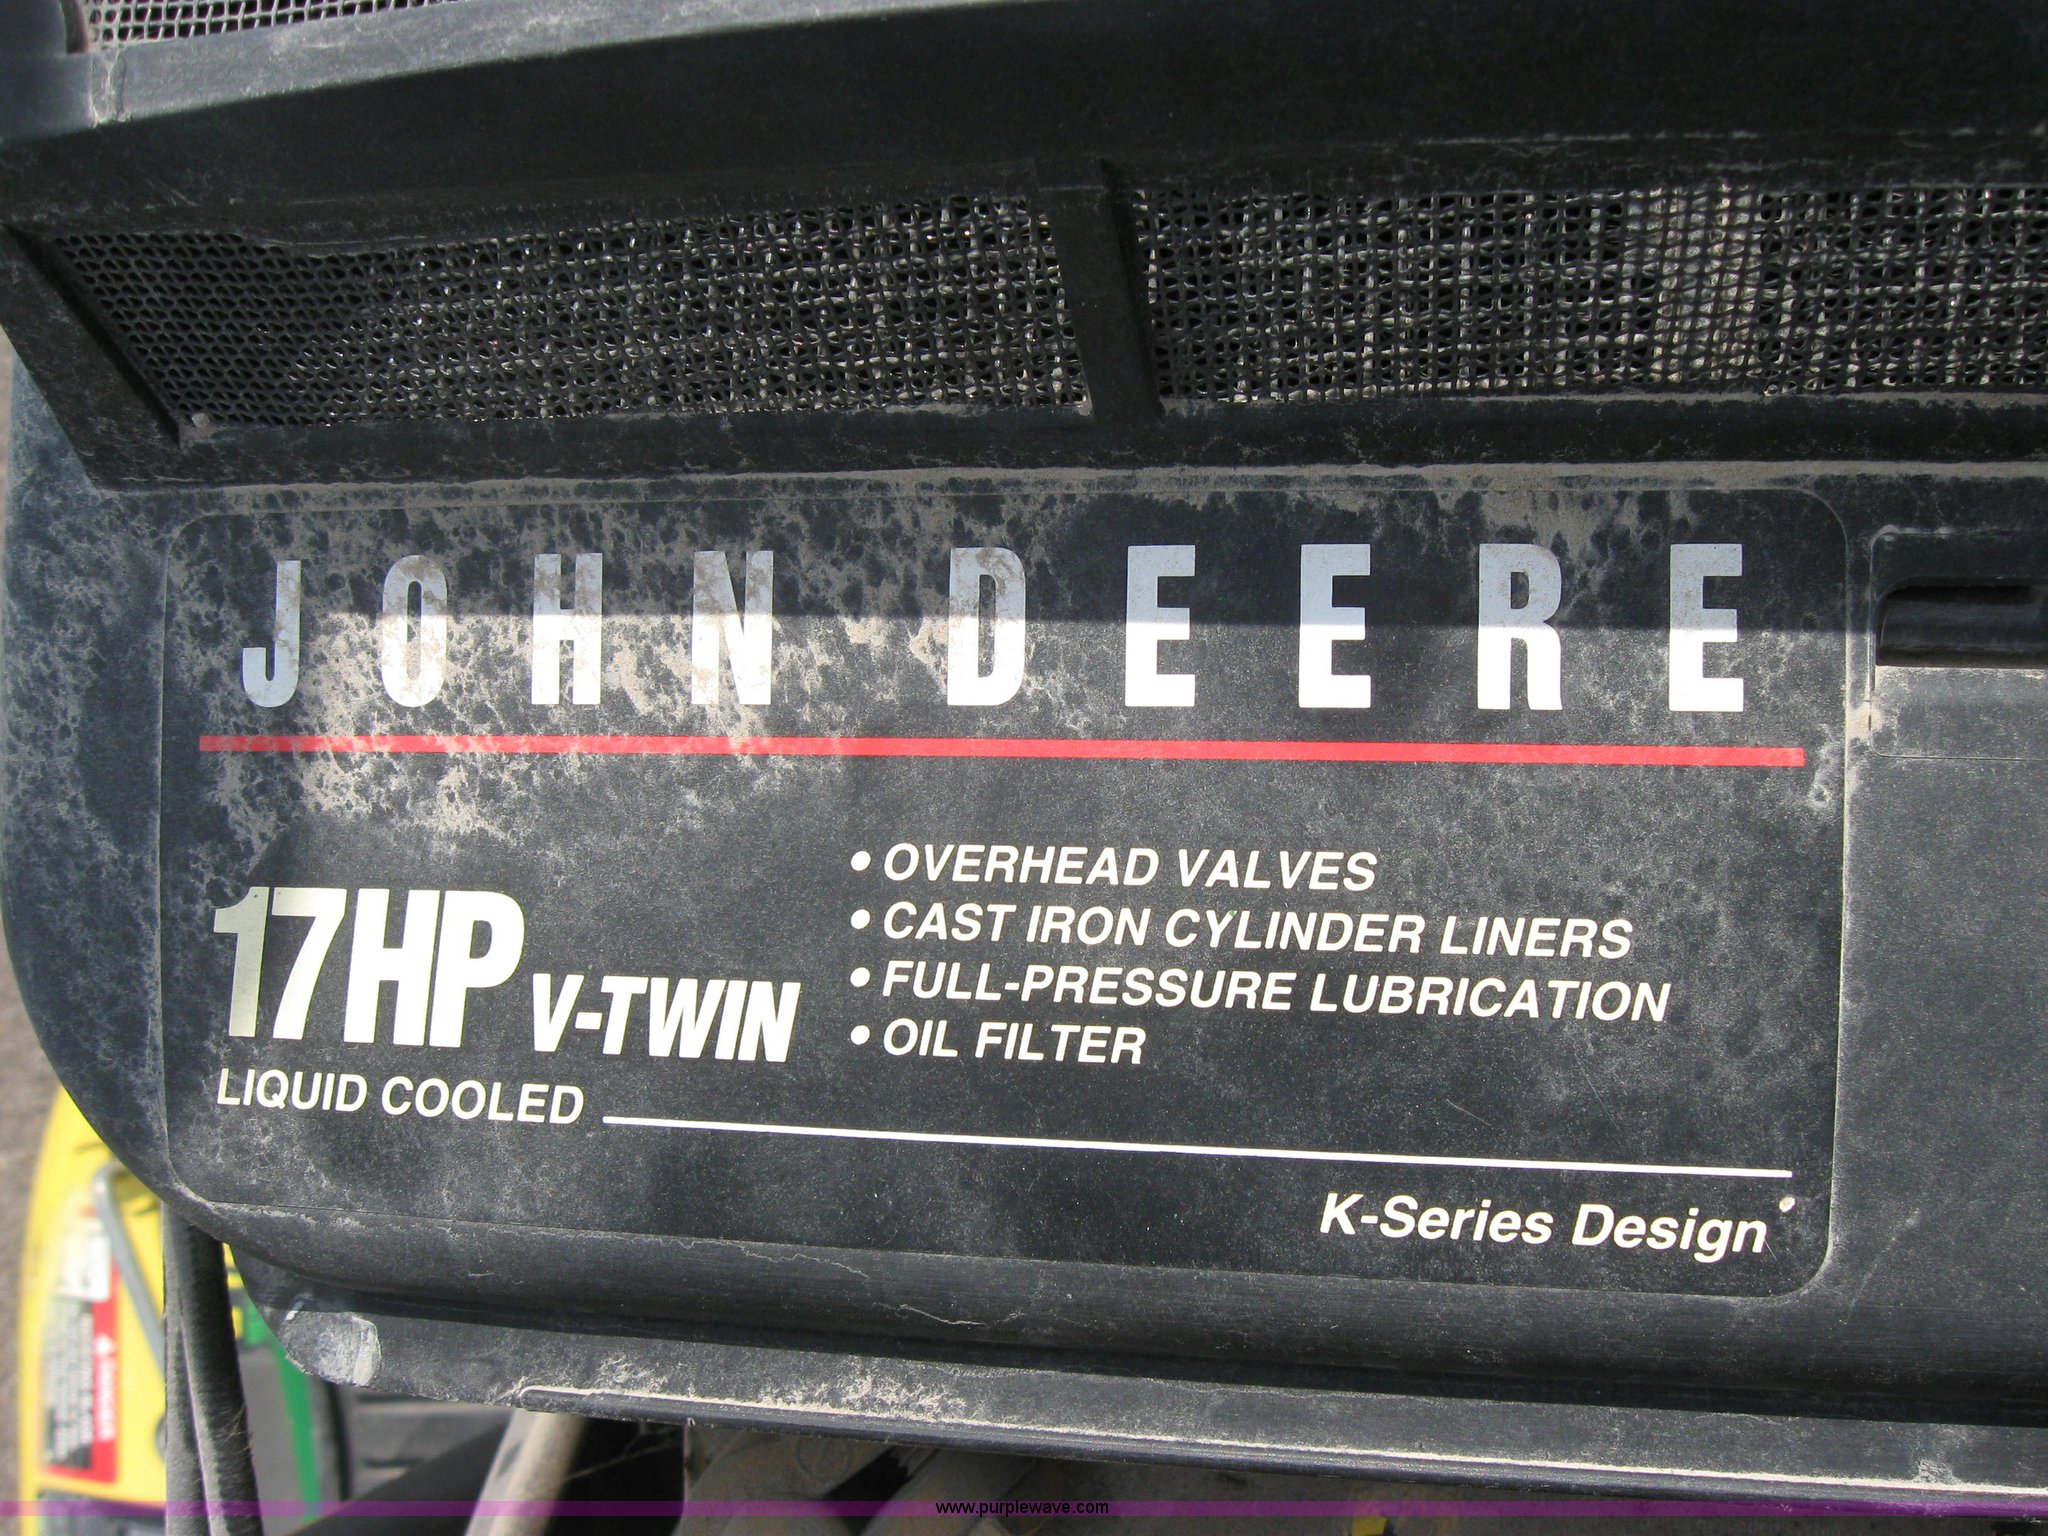 JOHN DEERE
17HP V-TWIN
LIQUID COOLED
• OVERHEAD VALVES
• CAST IRON CYLINDER LINERS
• FULL-PRESSURE LUBRICATION
• OIL FILTER
K-Series Design
www.purplewave.com